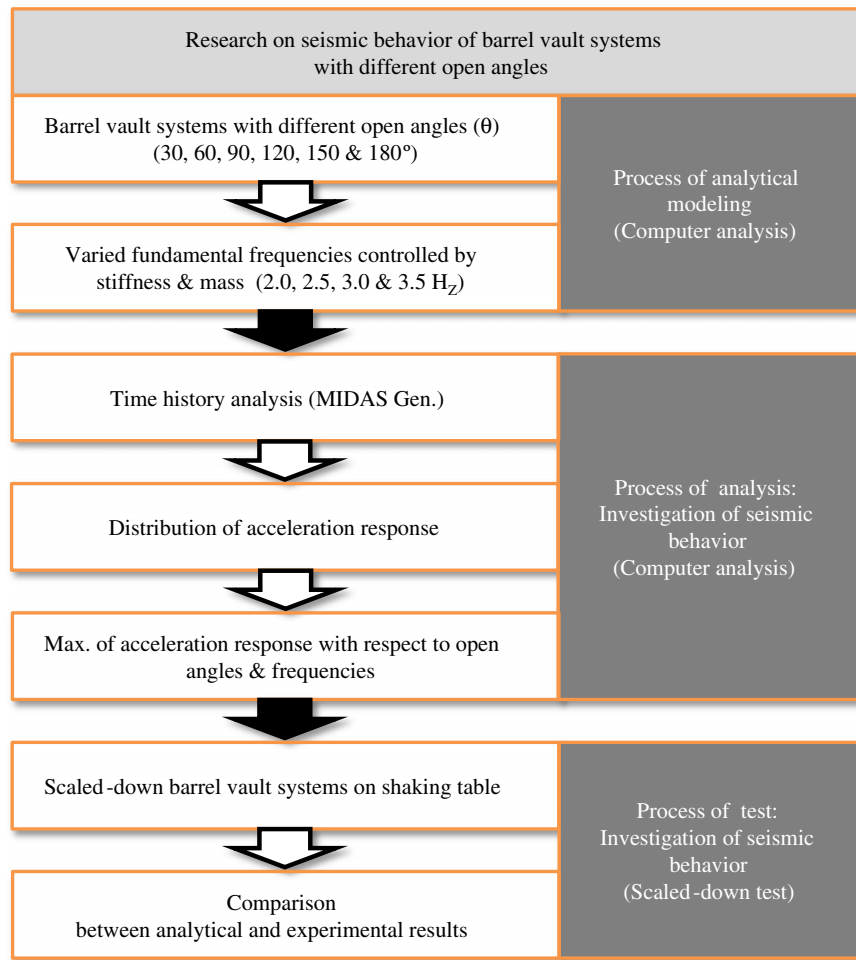 Research on seismic behavior of barrel vault systems
with different open angles
Barrel vault systems with different open angles (θ)
(30, 60, 90, 120, 150 & 180°)
Process of analytical
modeling
(Computer analysis)
Varied fundamental frequencies controlled by
stiffness & mass (2.0, 2.5, 3.0 & 3.5 HZ)
Time history analysis (MIDAS Gen.)
Distribution of acceleration response
Process of analysis:
Investigation of seismic
behavior
(Computer analysis)
Max. of acceleration response with respect to open
angles & frequencies
Scaled-down barrel vault systems on shaking table
Process of test:
Investigation of seismic
behavior
(Scaled-down test)
Comparison
between analytical and experimental results